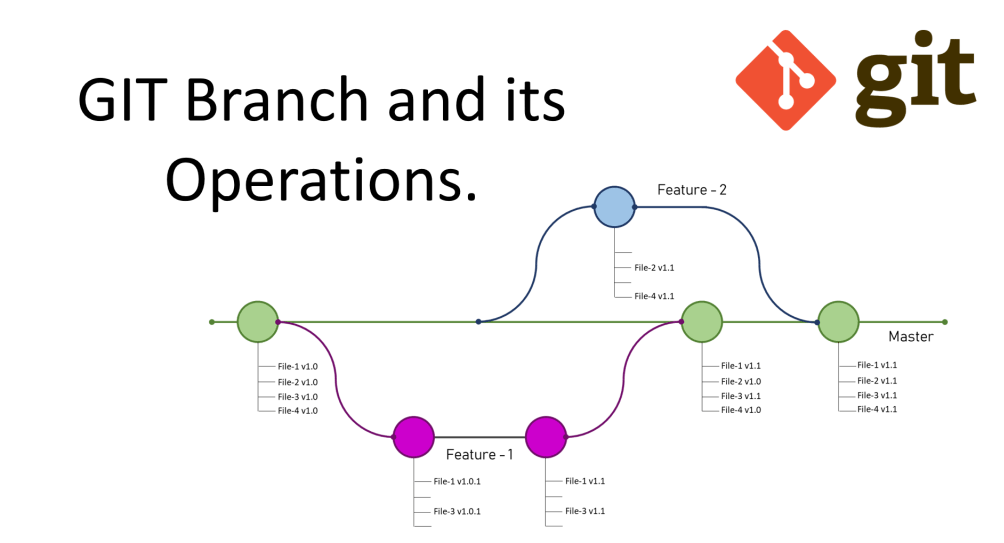 GIT Branch and its
Operations.
git
Feature - 2
File-2 v1.1
File-4 v1.1
Master
File-1 v1.0
File-2 v1.0
File-3 v1.0
File-4 v1.0
File-1 v1.1
File-2 v1.0
File-3 v1.1
File-4 v1.0
File-1 v1.1
File-2 v1.1
File-3 v1.1
File-4 v1.1
Feature - 1
File-1 v1.0.1
File-3 v1.0.1
File-1 v1.1
File-3 v1.1